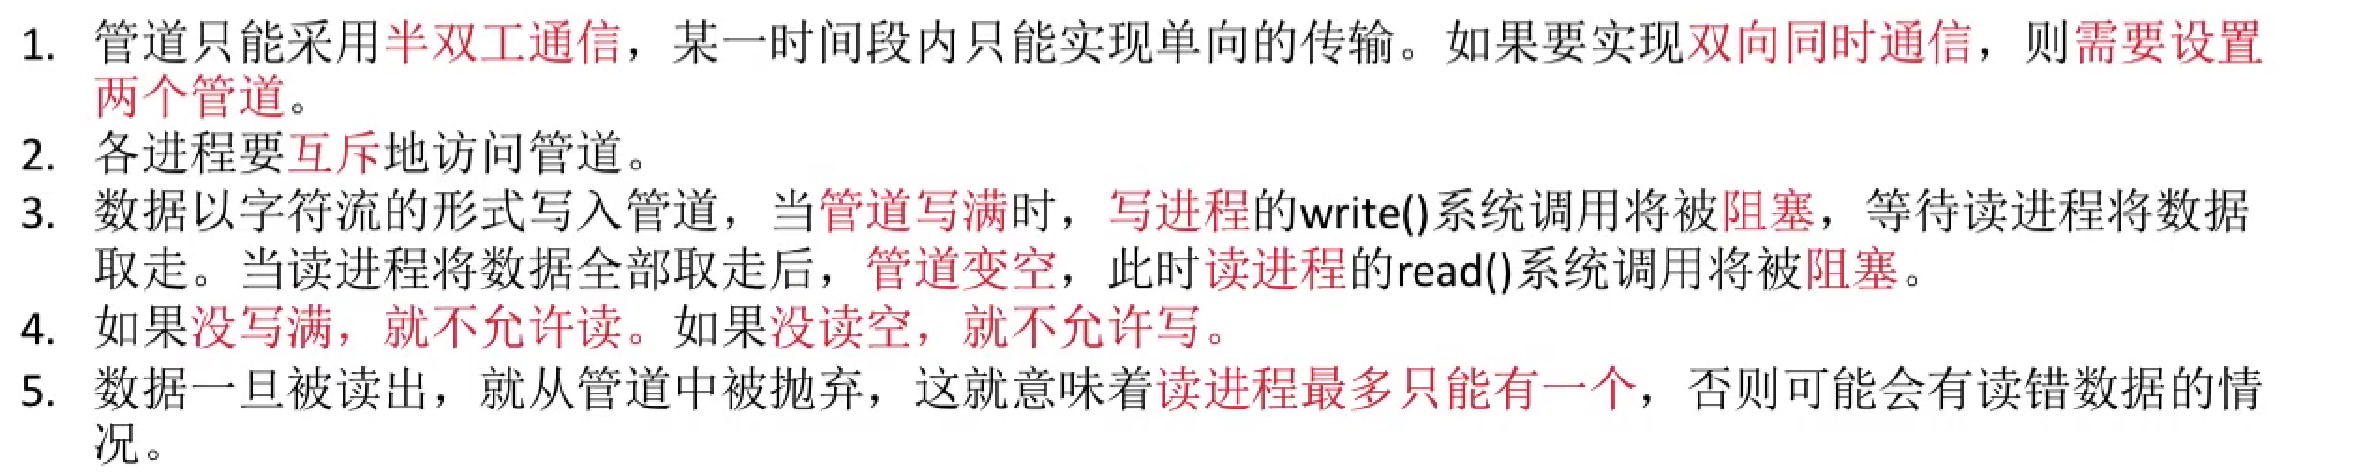 1. 管道只能采用半双工通信，某一时间段内只能实现单向的传输。如果要实现双向同时通信，则需要设置
两个管道。
2. 各进程要互斥地访问管道。
3. 数据以字符流的形式写入管道，当管道写满时，写进程的write()系统调用将被阻塞，等待读进程将数据
取走。当读进程将数据全部取走后，管道变空，此时读进程的read()系统调用将被阻塞。
4. 如果没写满，就不允许读。如果没读空，就不允许写。
5. 数据一旦被读出，就从管道中被抛弃，这就意味着读进程最多只能有一个，否则可能会有读错数据的情
况。